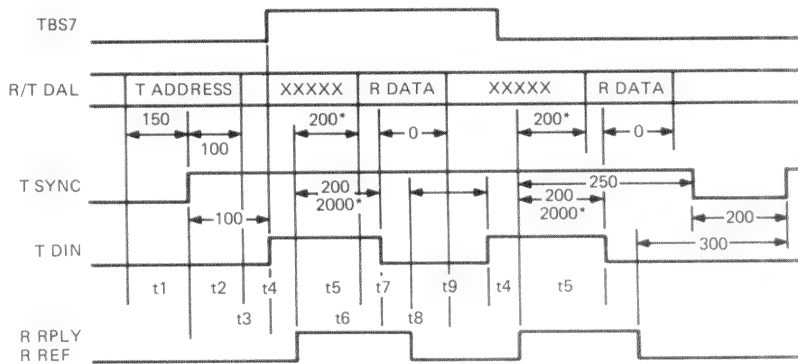 TBS7
R/T DAL T ADDRESS XXXXX R DATA XXXXX R DATA
150 200* 0 200* 0
100
T SYNC
200 250
100 2000* 200 200
2000*
T DIN 300
t1 t2 t4 t5 t7 t9 t4 t5
t3 t6 t8
R RPLY
R REF